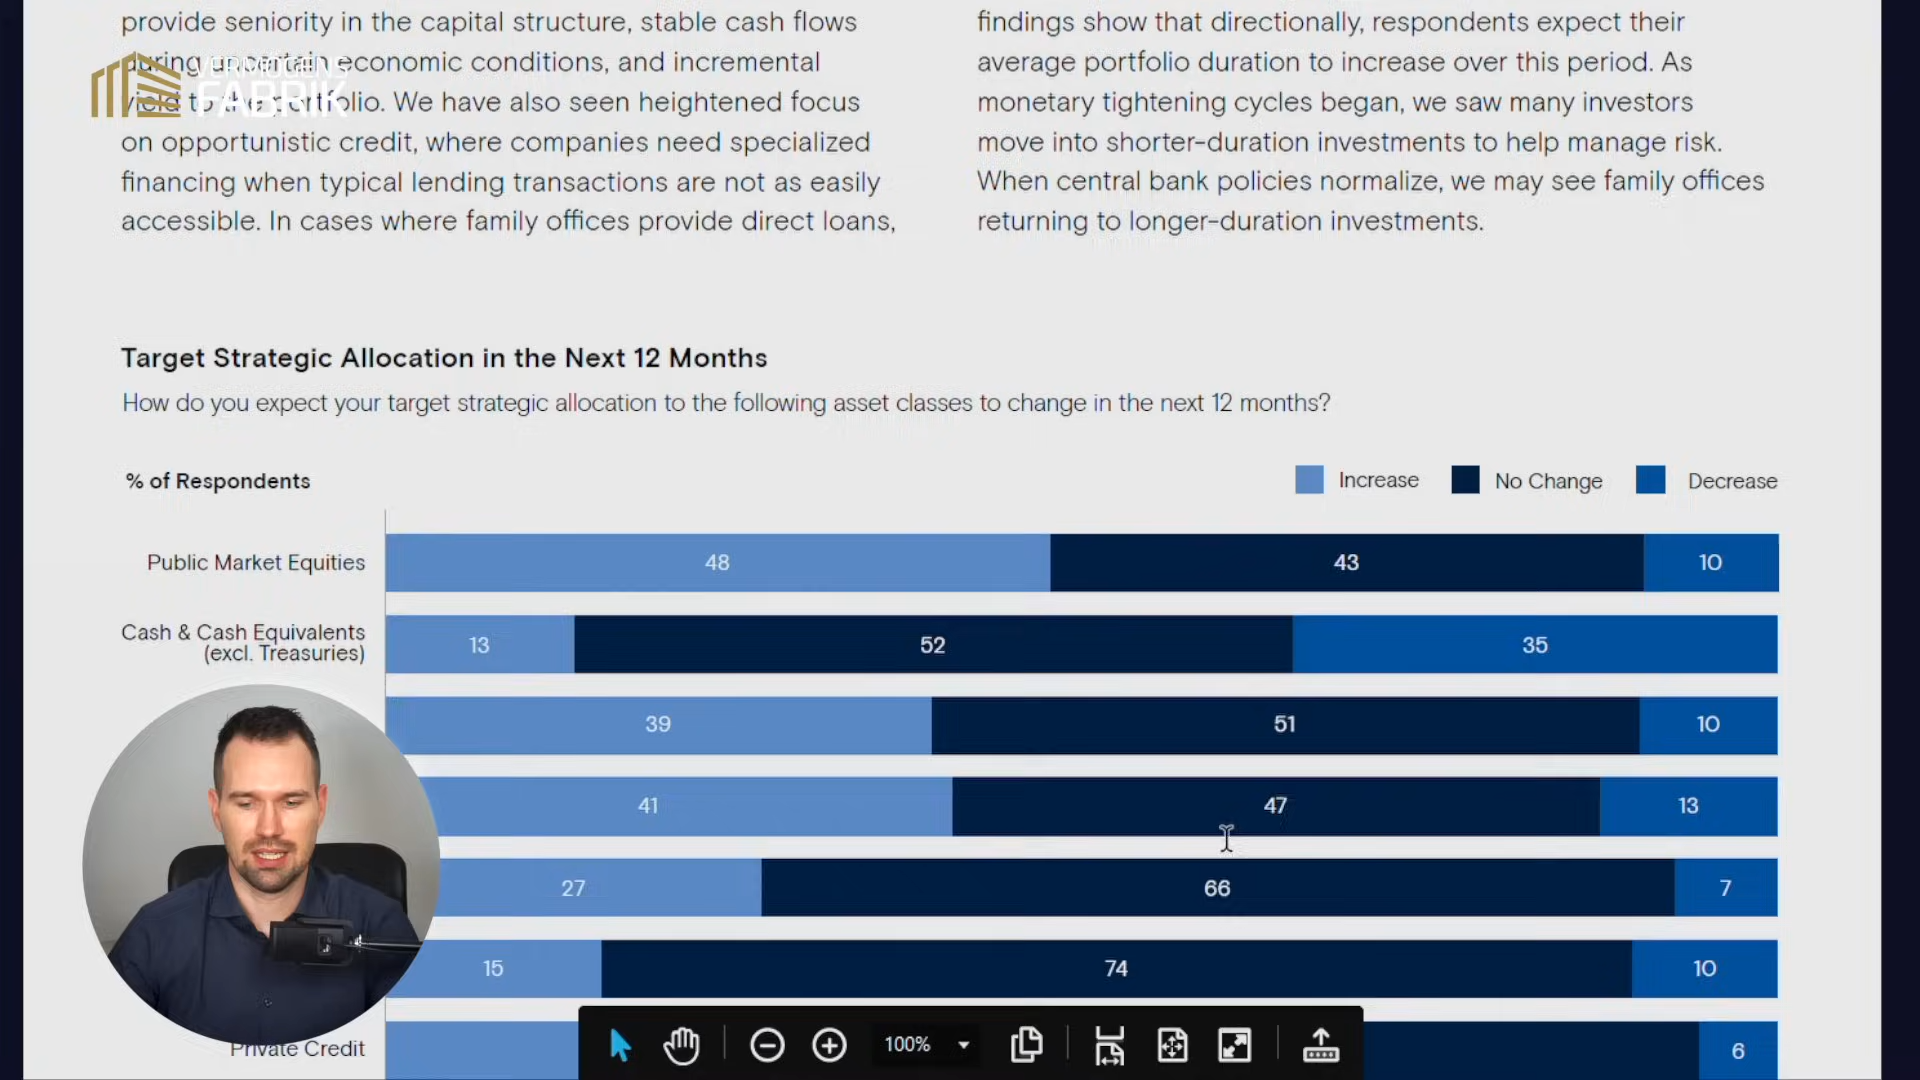 provide seniority in the capital structure, stable cash flows
during uncertain economic conditions, and incremental
yield to the portfolio. We have also seen heightened focus
on opportunistic credit, where companies need specialized
financing when typical lending transactions are not as easily
accessible. In cases where family offices provide direct loans,
findings show that directionally, respondents expect their
average portfolio duration to increase over this period. As
monetary tightening cycles began, we saw many investors
move into shorter-duration investments to help manage risk.
When central bank policies normalize, we may see family offices
returning to longer-duration investments.
VERMÖGENS
FABRIK
Target Strategic Allocation in the Next 12 Months
How do you expect your target strategic allocation to the following asset classes to change in the next 12 months?
% of Respondents
Increase
No Change
Decrease
Public Market Equities
48
43
10
Cash & Cash Equivalents
(excl. Treasuries)
13
52
35
39
51
10
41
47
13
27
66
7
15
74
10
Private Credit
6
100%